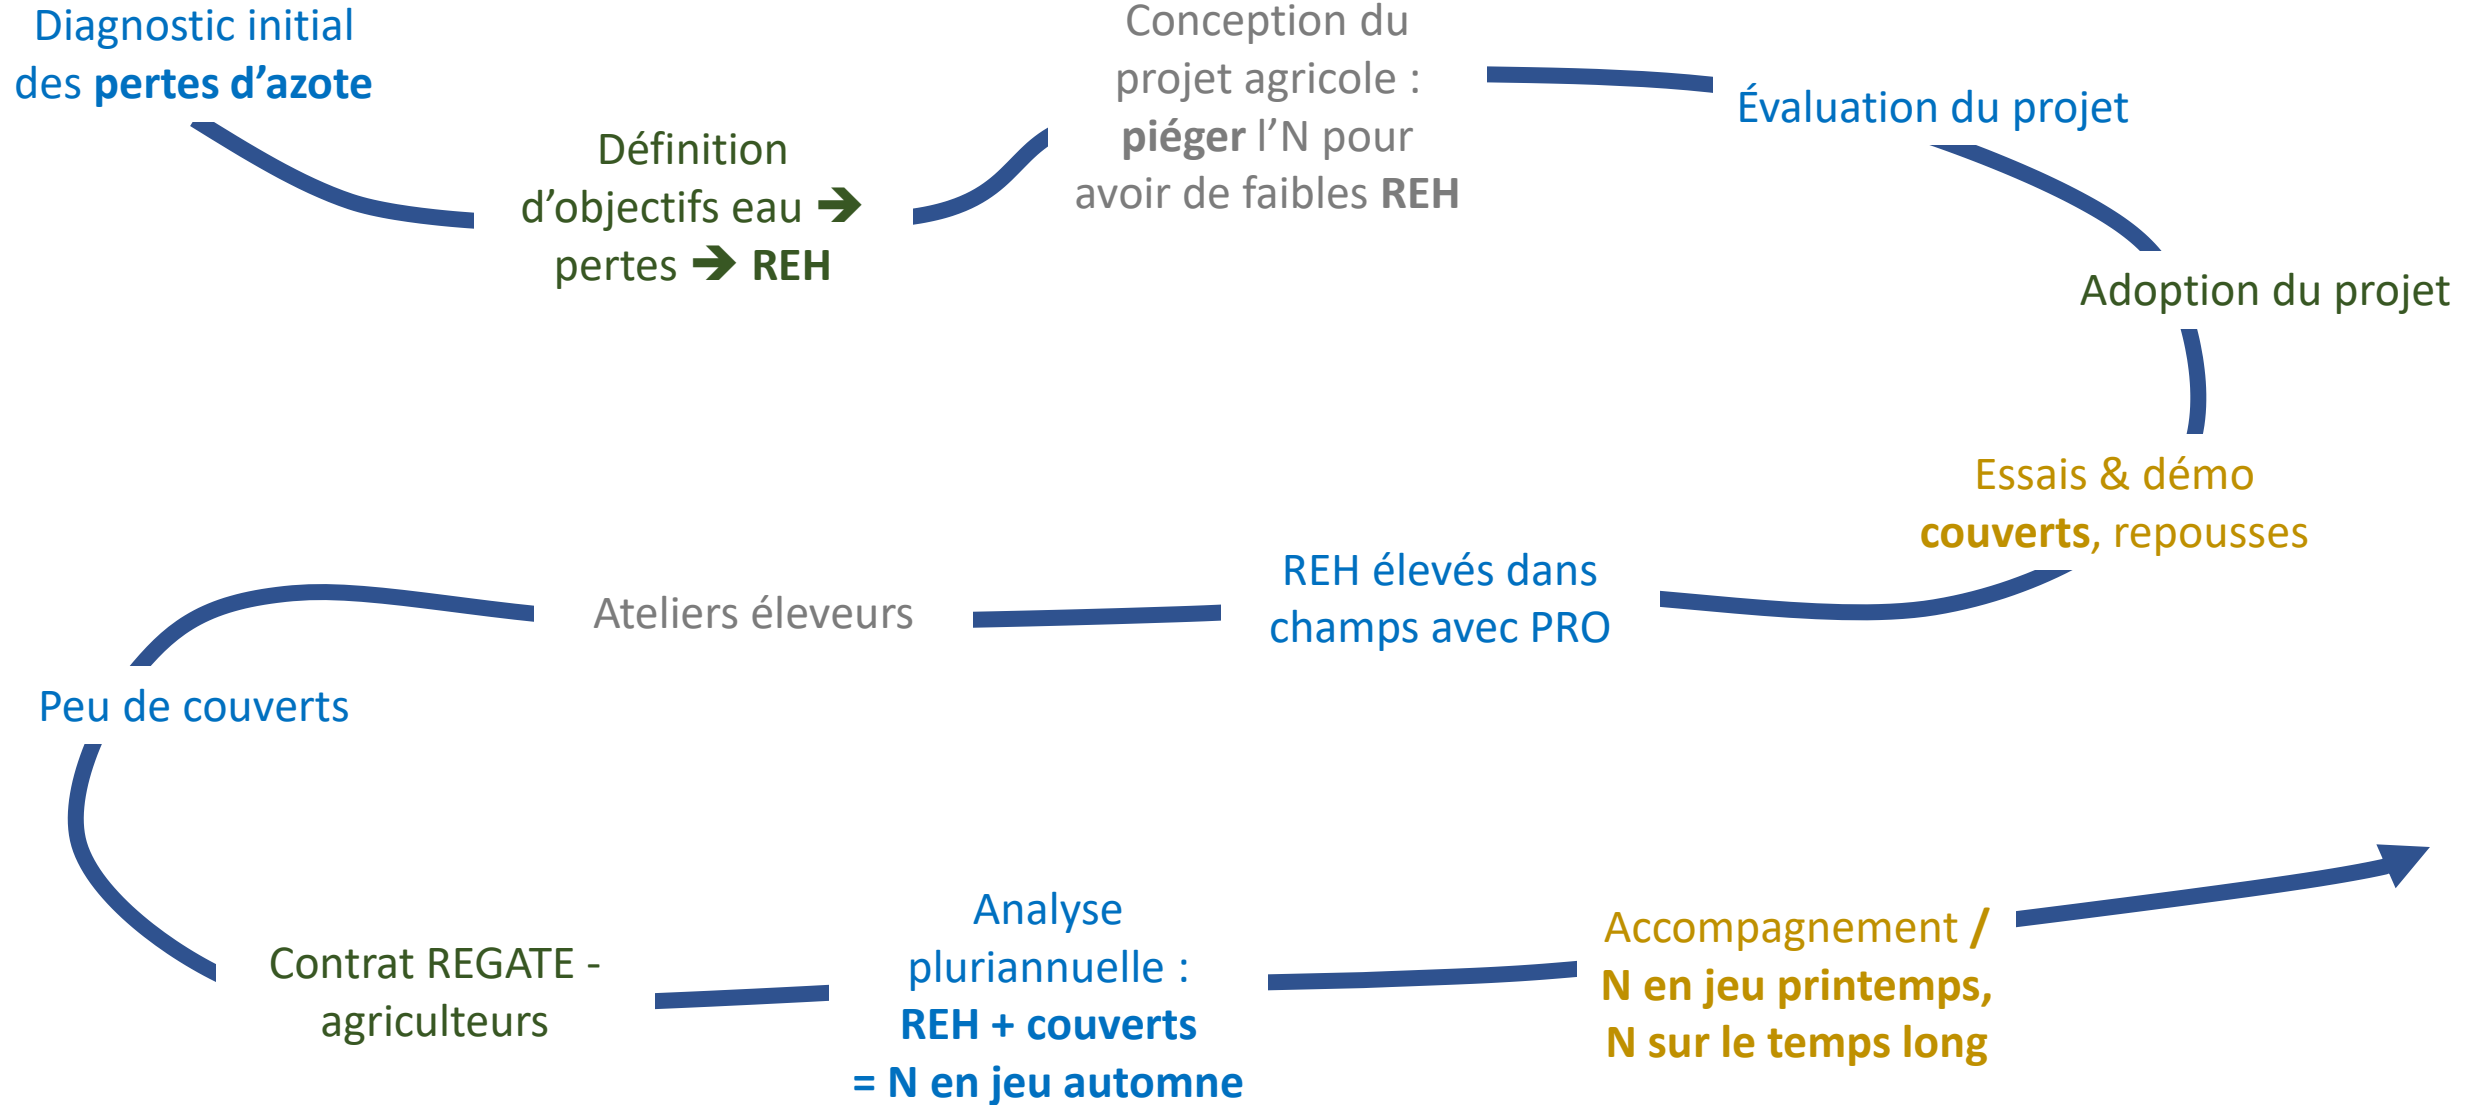 Diagnostic initial
des pertes d’azote
Définition
d’objectifs eau ➔
pertes ➔ REH
Conception du
projet agricole :
piéger l’N pour
avoir de faibles REH
Évaluation du projet
Adoption du projet
Essais & démo
couverts, repousses
REH élevés dans
champs avec PRO
Ateliers éleveurs
Peu de couverts
Contrat REGATE -
agriculteurs
Analyse
pluriannuelle :
REH + couverts
= N en jeu automne
Accompagnement /
N en jeu printemps,
N sur le temps long